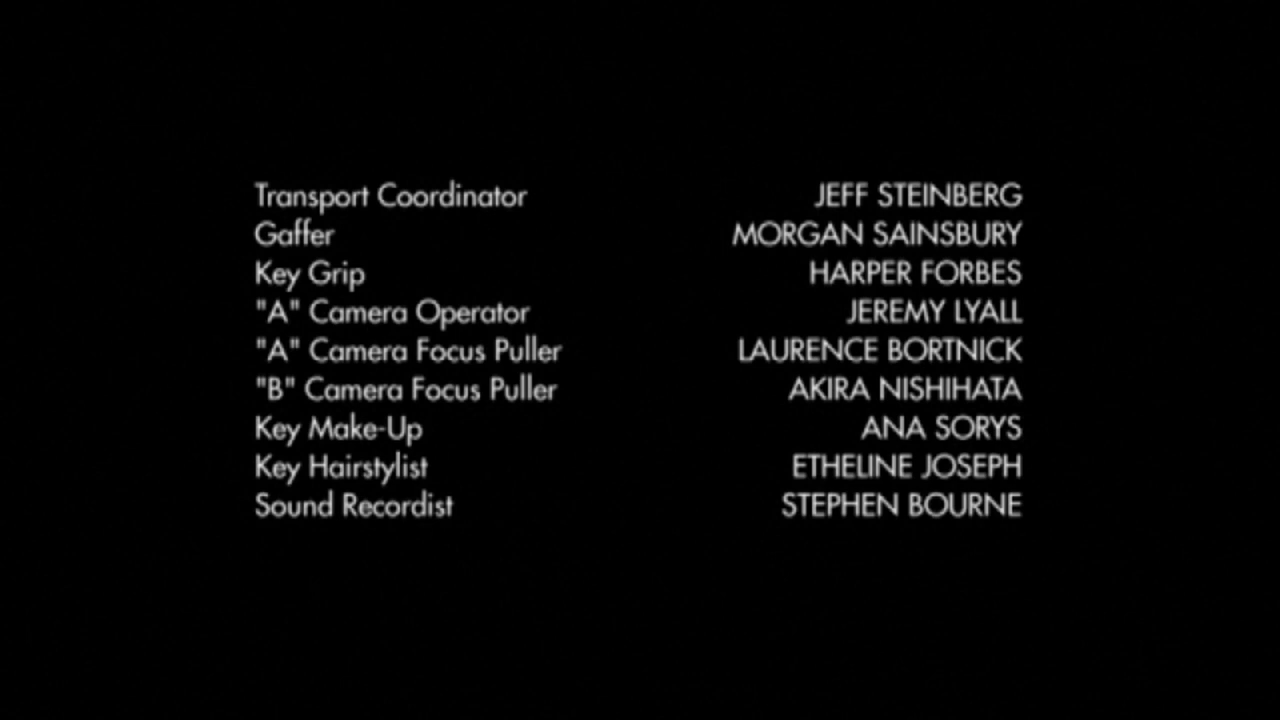 Transport Coordinator JEFF STEINBERG
Gaffer MORGAN SAINSBURY
Key Grip HARPER FORBES
"A" Camera Operator JEREMY LYALL
"A" Camera Focus Puller LAURENCE BORTNICK
"B" Camera Focus Puller AKIRA NISHIHATA
Key Make-Up ANA SORYS
Key Hairstylist ETHELINE JOSEPH
Sound Recordist STEPHEN BOURNE